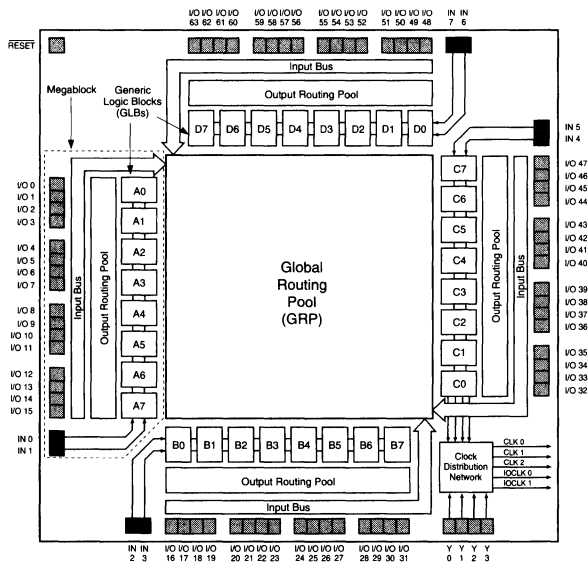 I/O I/O I/O I/O
63 62 61 60
I/O I/O I/O I/O
59 58 57 56
I/O I/O I/O I/O
55 54 53 52
I/O I/O I/O I/O
51 50 49 48
IN IN
7 6
RESET
Input Bus
Output Routing Pool
Megablock
Generic
Logic Blocks
(GLBs)
D7 D6 D5 D4 D3 D2 D1 D0
IN 5
IN 4
I/O 0
I/O 1
I/O 2
I/O 3
I/O 4
I/O 5
I/O 6
I/O 7
I/O 8
I/O 9
I/O 10
I/O 11
I/O 12
I/O 13
I/O 14
I/O 15
IN 0
IN 1
Input Bus
Output Routing Pool
A0
A1
A2
A3
A4
A5
A6
A7
Global
Routing
Pool
(GRP)
C7
C6
C5
C4
C3
C2
C1
C0
Output Routing Pool
Input Bus
I/O 47
I/O 46
I/O 45
I/O 44
I/O 43
I/O 42
I/O 41
I/O 40
I/O 39
I/O 38
I/O 37
I/O 36
I/O 35
I/O 34
I/O 33
I/O 32
B0 B1 B2 B3 B4 B5 B6 B7
Output Routing Pool
Input Bus
Clock
Distribution
Network
CLK 0
CLK 1
CLK 2
IOCLK 0
IOCLK 1
IN IN
2 3
I/O I/O I/O I/O
16 17 18 19
I/O I/O I/O I/O
20 21 22 23
I/O I/O I/O I/O
24 25 26 27
I/O I/O I/O I/O
28 29 30 31
Y Y Y Y
0 1 2 3